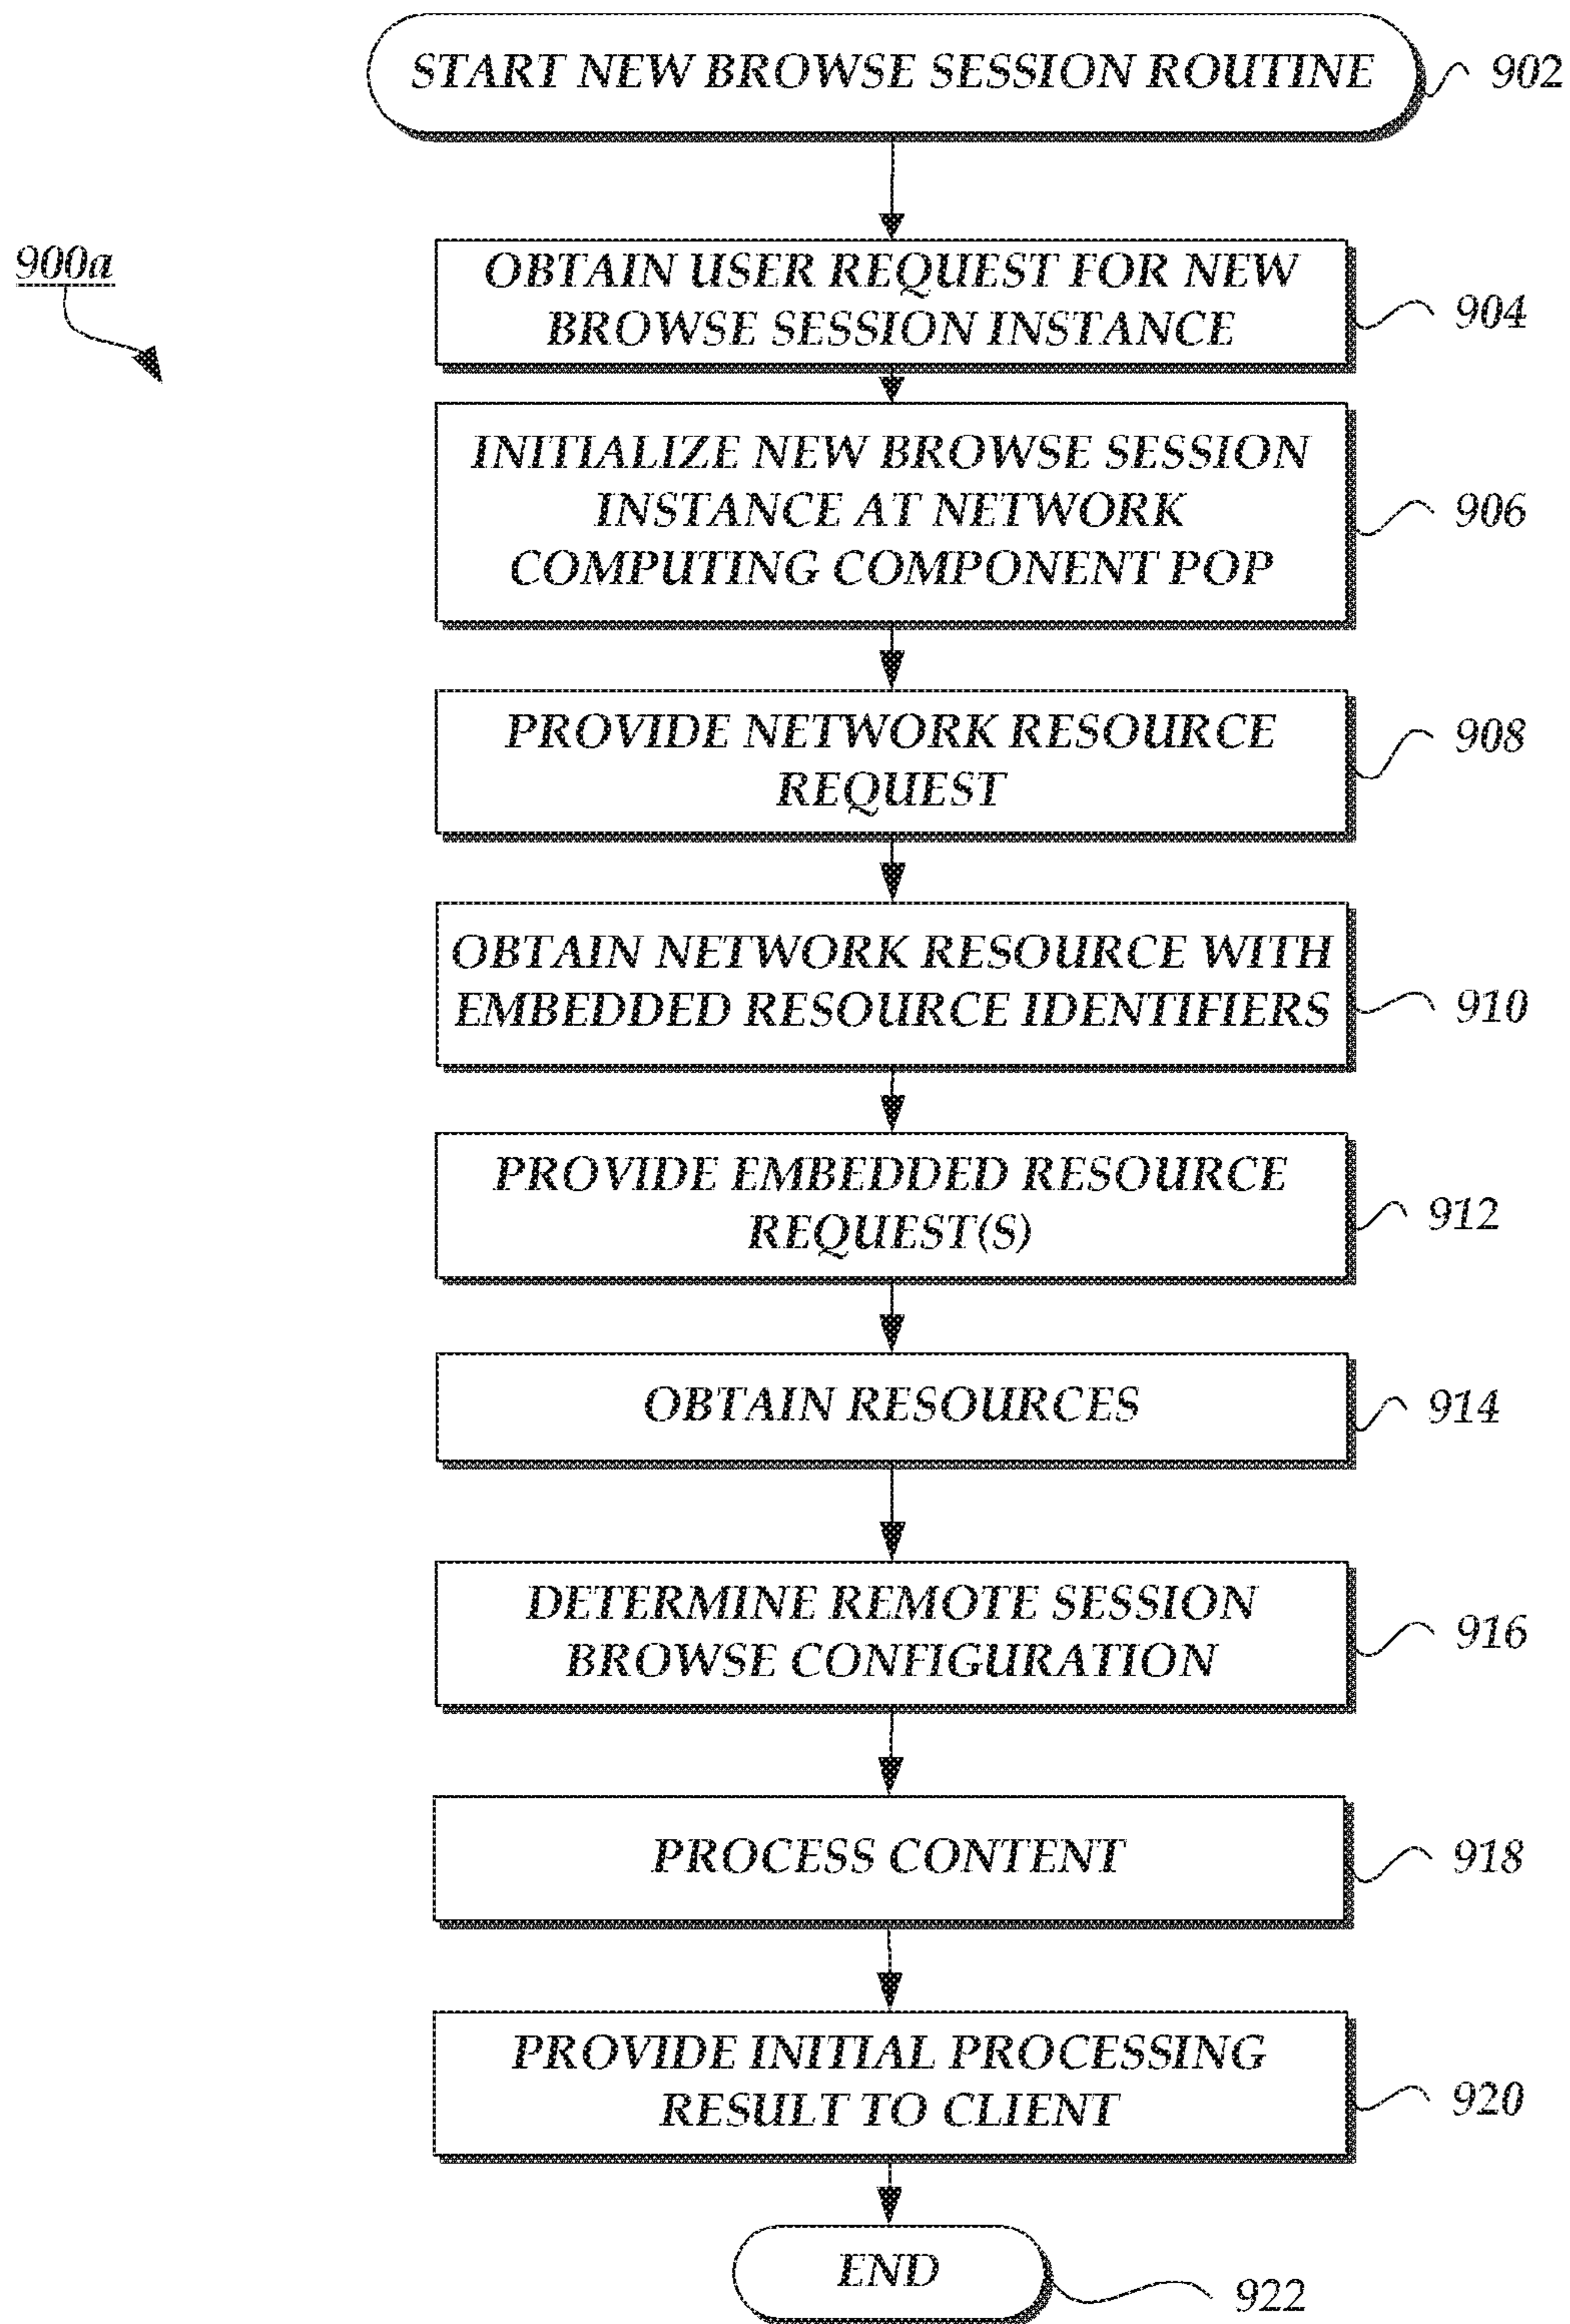 START NEW BROWSE SESSION ROUTINE
902
900a
OBTAIN USER REQUEST FOR NEW
BROWSE SESSION INSTANCE
904
INITIALIZE NEW BROWSE SESSION
INSTANCE AT NETWORK
COMPUTING COMPONENT POP
906
PROVIDE NETWORK RESOURCE
REQUEST
908
OBTAIN NETWORK RESOURCE WITH
EMBEDDED RESOURCE IDENTIFIERS
910
PROVIDE EMBEDDED RESOURCE
REQUEST(S)
912
OBTAIN RESOURCES
914
DETERMINE REMOTE SESSION
BROWSE CONFIGURATION
916
PROCESS CONTENT
918
PROVIDE INITIAL PROCESSING
RESULT TO CLIENT
920
END
922